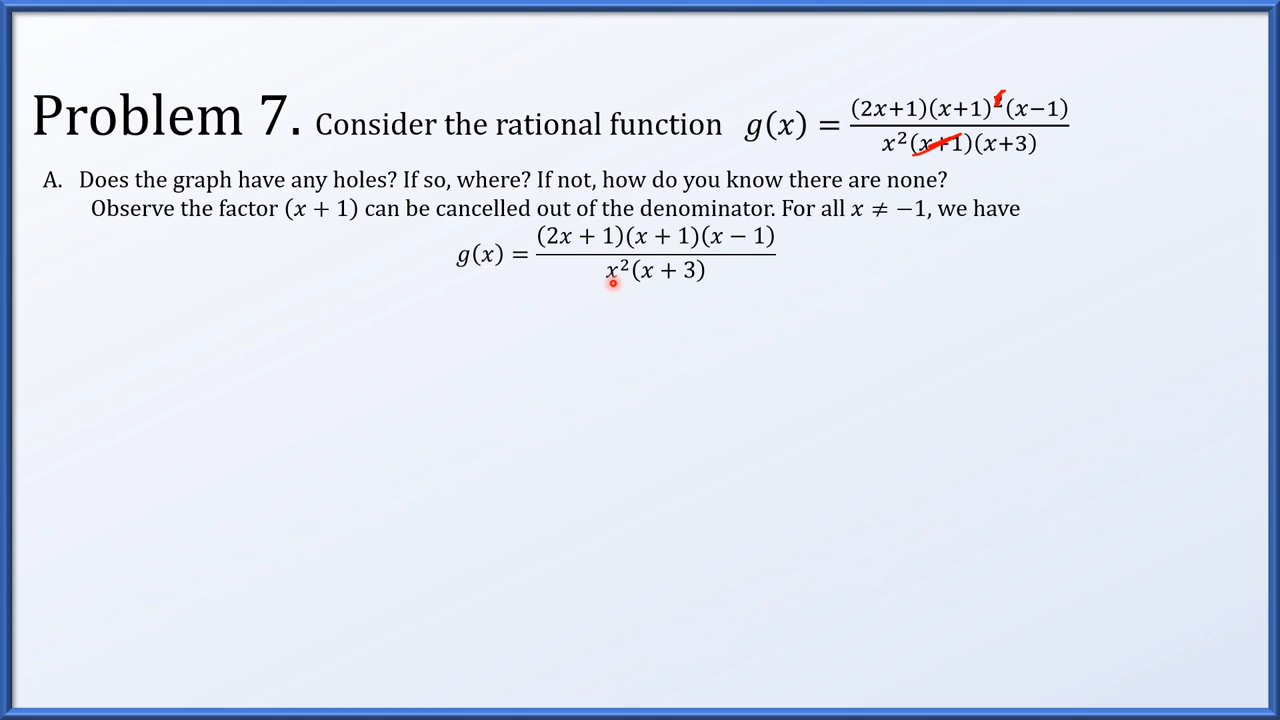 Problem 7. Consider the rational function g(x) = (2x+1)(x+1)²(x−1) / x²(x+1)(x+3)
A. Does the graph have any holes? If so, where? If not, how do you know there are none?
Observe the factor (x + 1) can be cancelled out of the denominator. For all x ≠ −1, we have
g(x) = (2x + 1)(x + 1)(x − 1) / x²(x + 3)